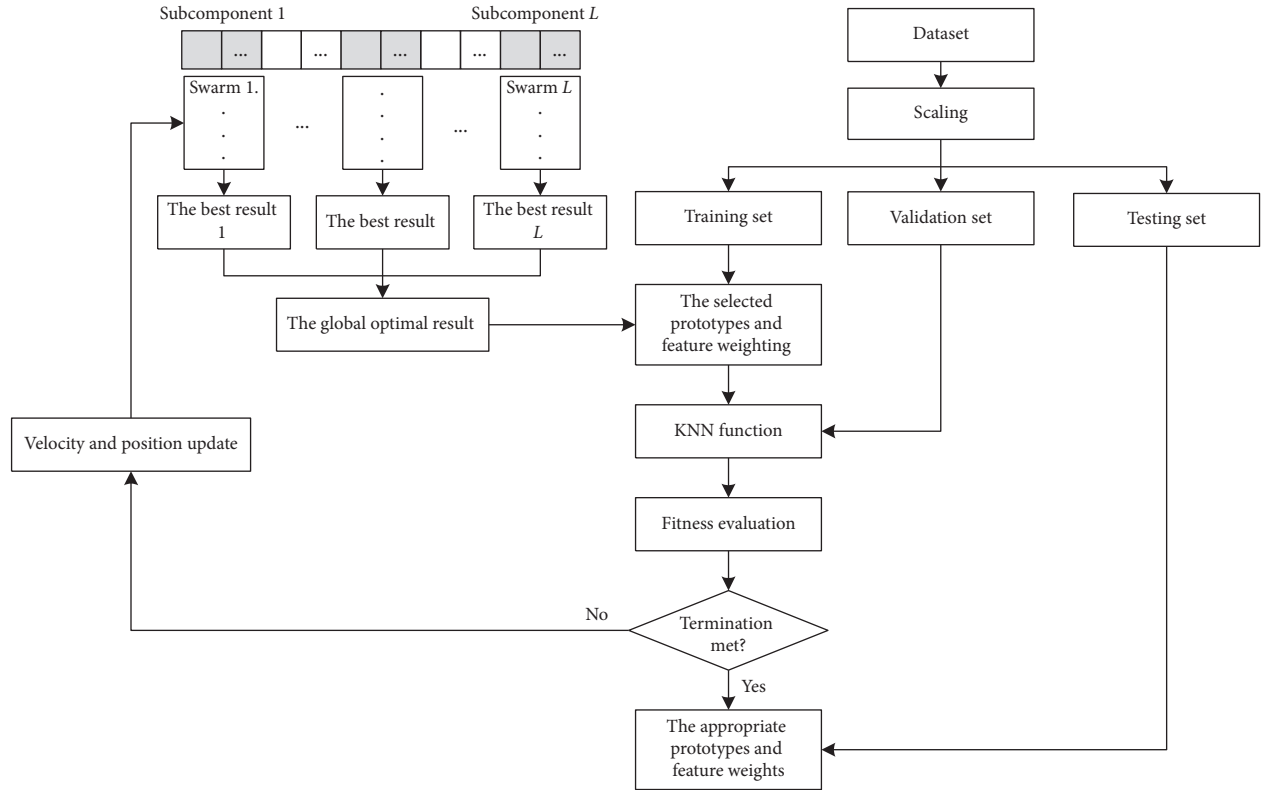 Subcomponent 1
Subcomponent L
... ... ... ... ...
Swarm 1.
.
.
.
...
.
.
.
.
...
Swarm L
.
.
.
The best result
1
The best result
The best result
L
The global optimal result
Velocity and position update
Dataset
Scaling
Training set
Validation set
Testing set
The selected
prototypes and
feature weighting
KNN function
Fitness evaluation
Termination
met?
No
Yes
The appropriate
prototypes and
feature weights